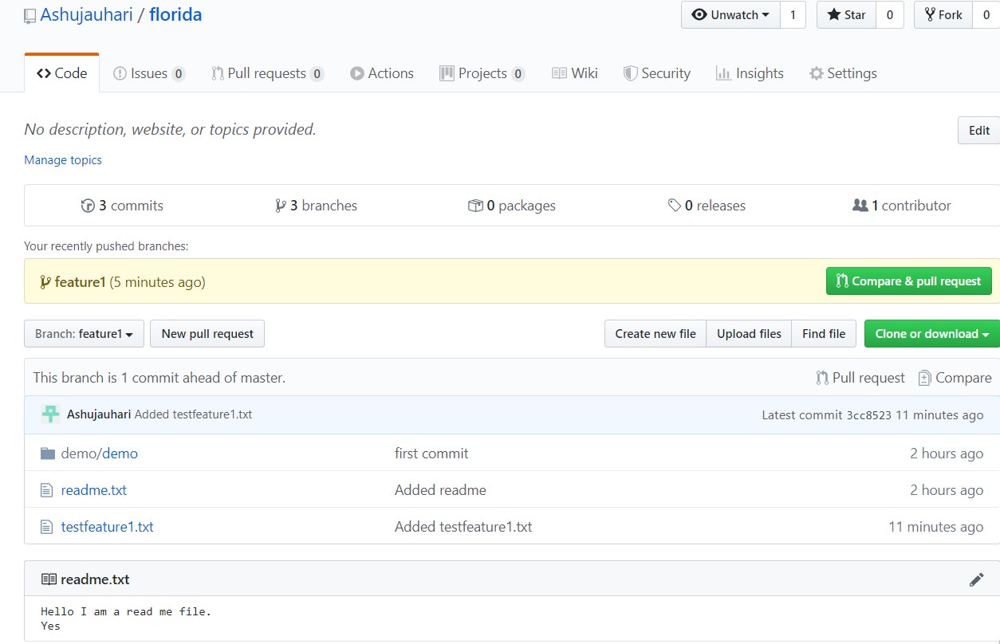 Ashujauhari / florida
Unwatch 1 Star 0 Fork 0
Code Issues 0 Pull requests 0 Actions Projects 0 Wiki Security Insights Settings
No description, website, or topics provided. Edit
Manage topics
3 commits 3 branches 0 packages 0 releases 1 contributor
Your recently pushed branches:
feature1 (5 minutes ago) Compare & pull request
Branch: feature1 New pull request Create new file Upload files Find file Clone or download
This branch is 1 commit ahead of master. Pull request Compare
Ashujauhari Added testfeature1.txt Latest commit 3cc8523 11 minutes ago
demo/demo first commit 2 hours ago
readme.txt Added readme 2 hours ago
testfeature1.txt Added testfeature1.txt 11 minutes ago
readme.txt
Hello I am a read me file.
Yes